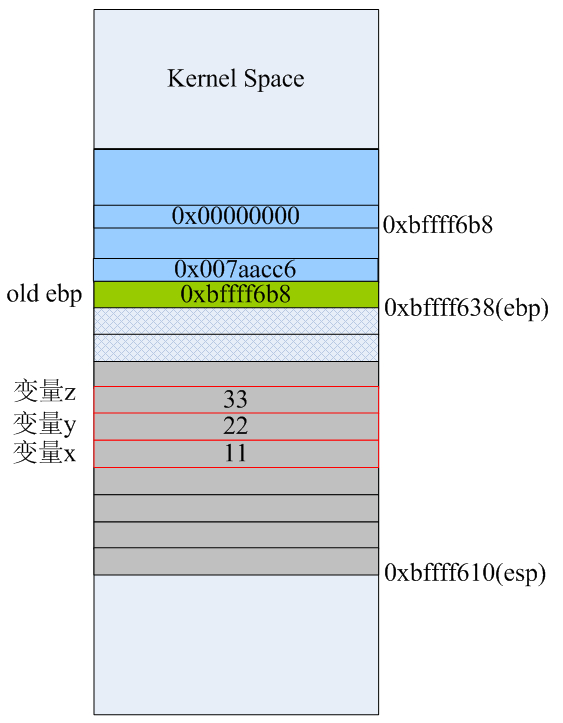 Kernel Space
0x00000000
0xbffff6b8
0x007aacc6
old ebp
0xbffff6b8
0xbffff638(ebp)
变量z
33
变量y
22
变量x
11
0xbffff610(esp)